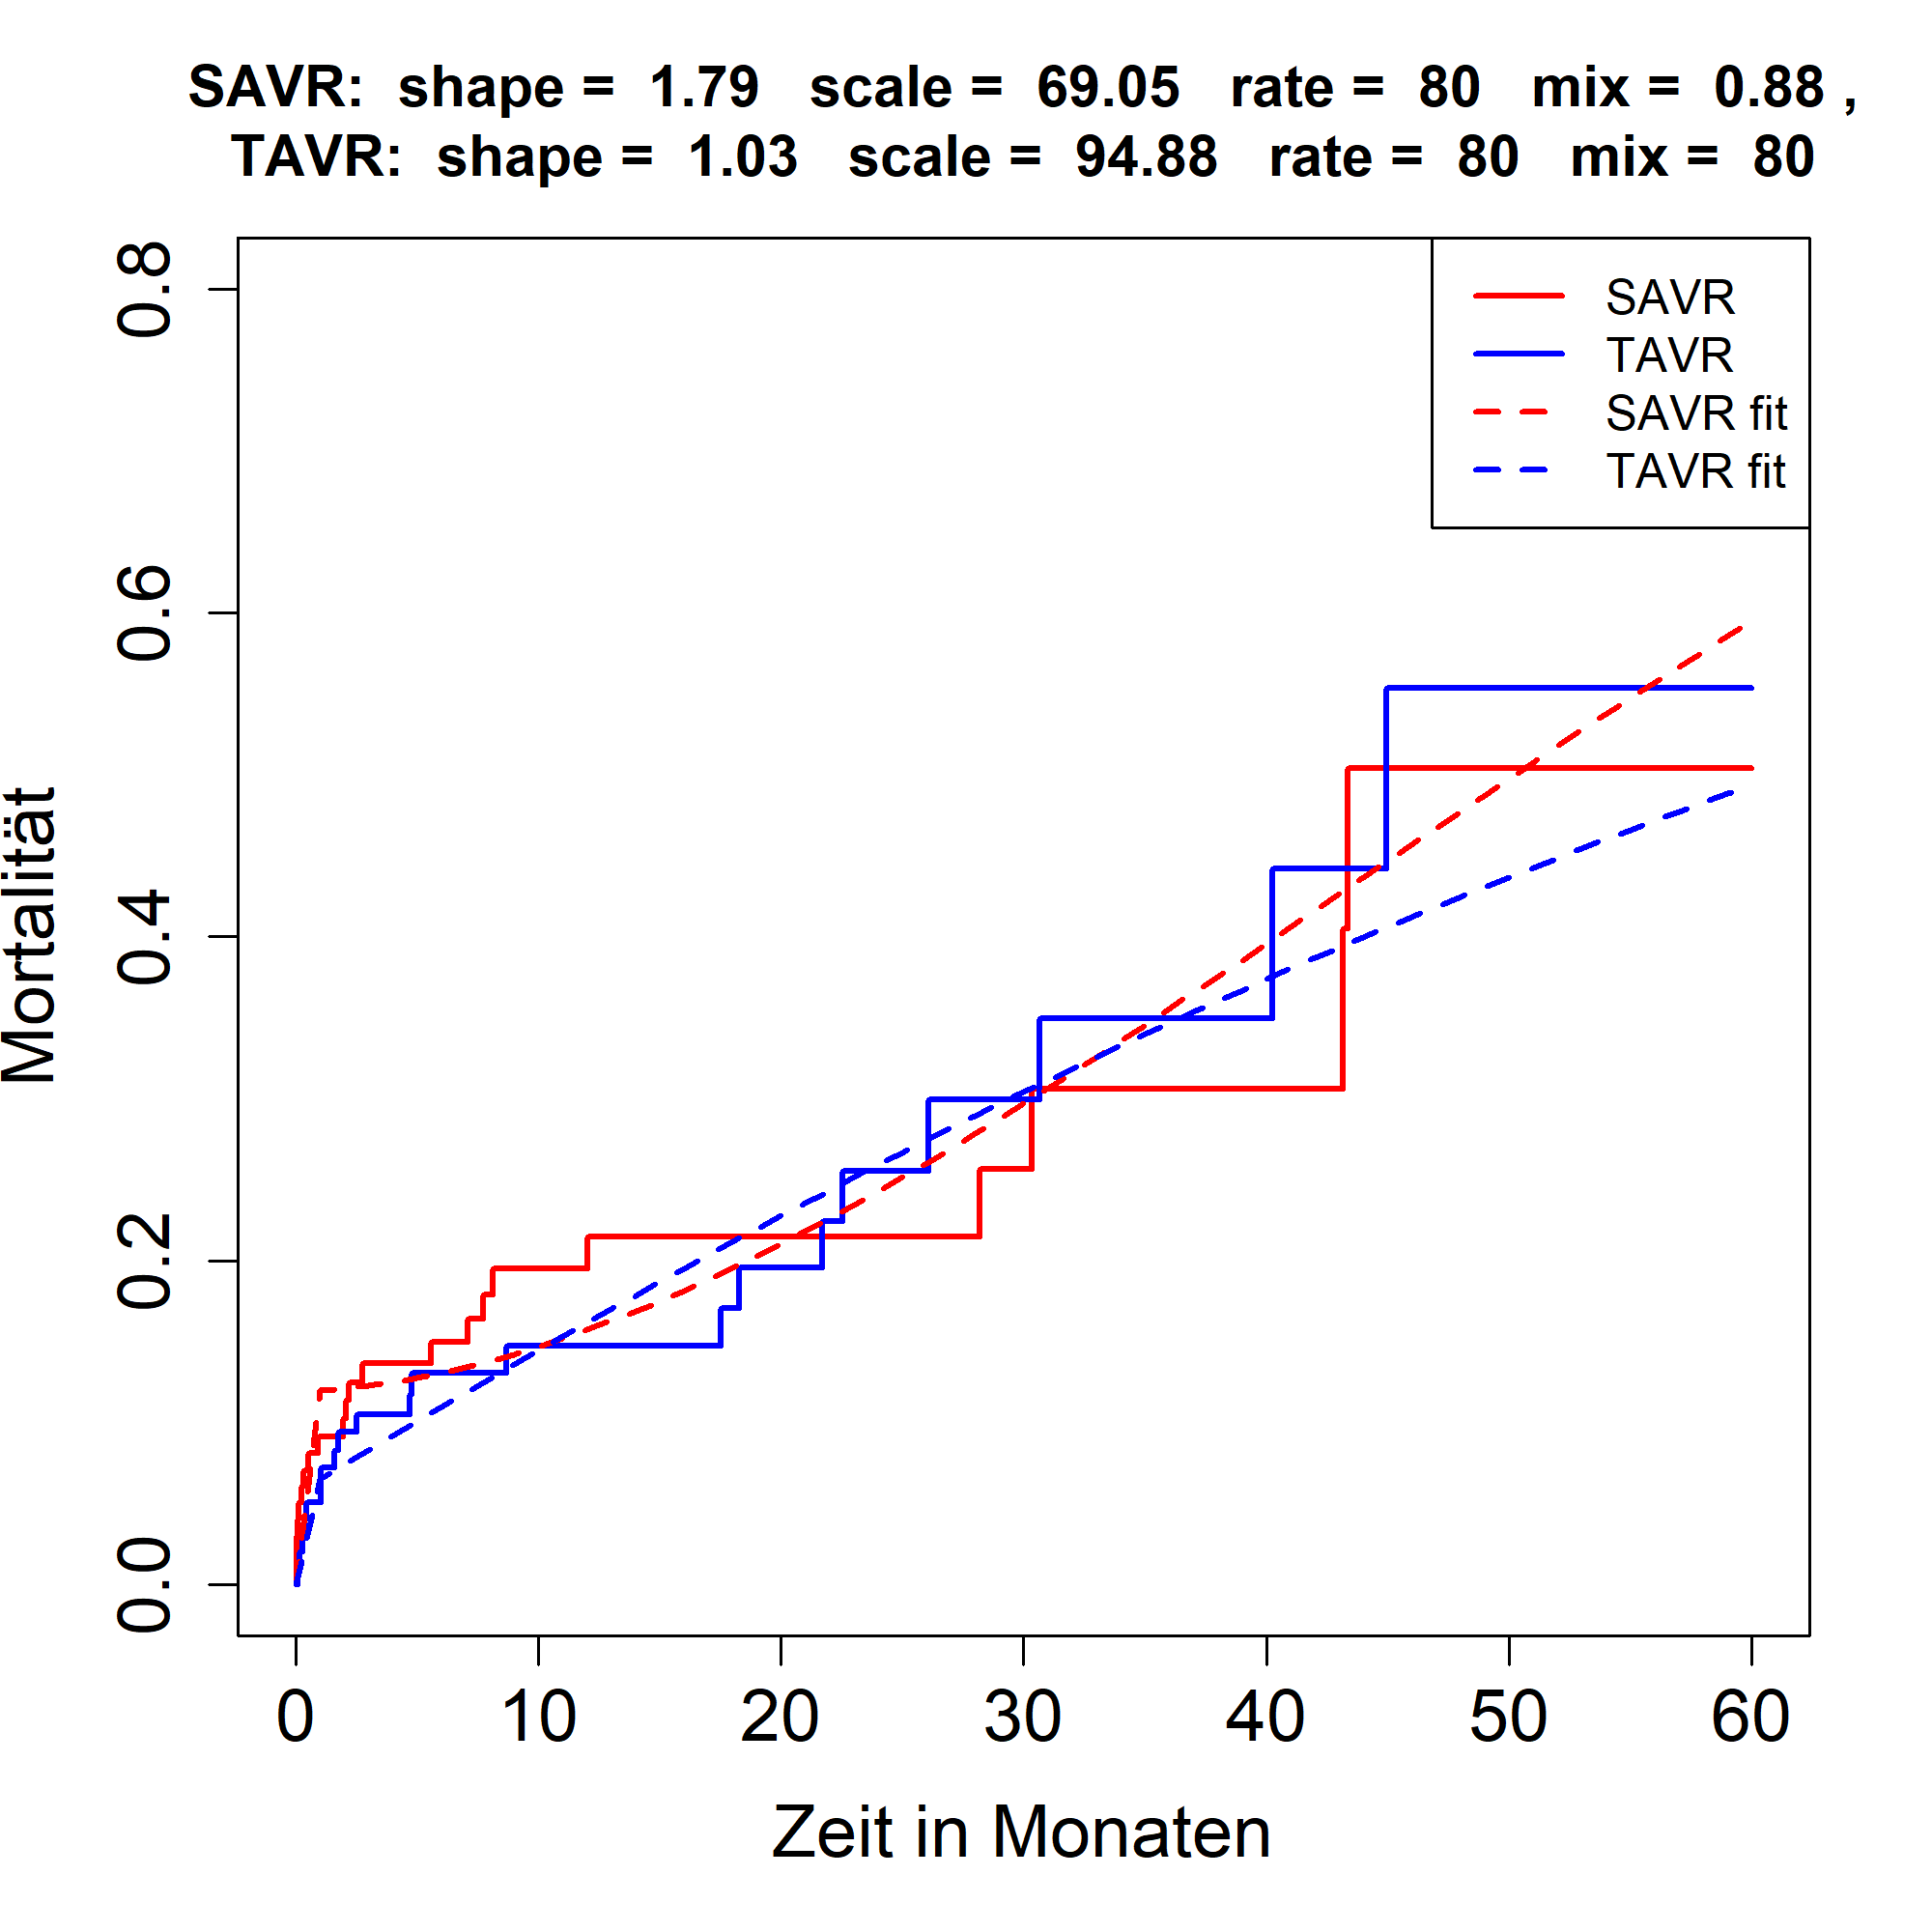 SAVR: shape = 1.79 scale = 69.05 rate = 80 mix = 0.88 ,
TAVR: shape = 1.03 scale = 94.88 rate = 80 mix = 80
SAVR
TAVR
SAVR fit
TAVR fit
Mortalität
0.8
0.6
0.4
0.2
0.0
0 10 20 30 40 50 60
Zeit in Monaten